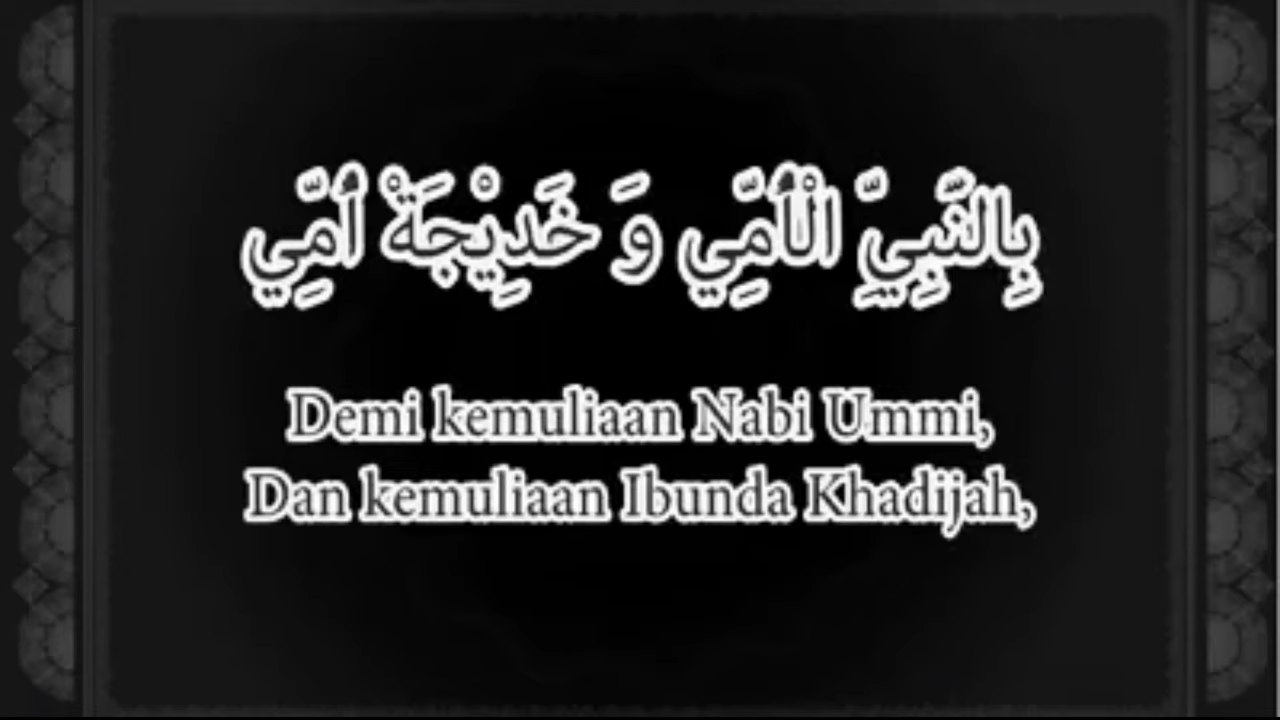 بِالنَّبِيِّ الْأُمِّي وَ خَدِيْجَةْ أُمِّي
Demi kemuliaan Nabi Ummi,
Dan kemuliaan Ibunda Khadijah,